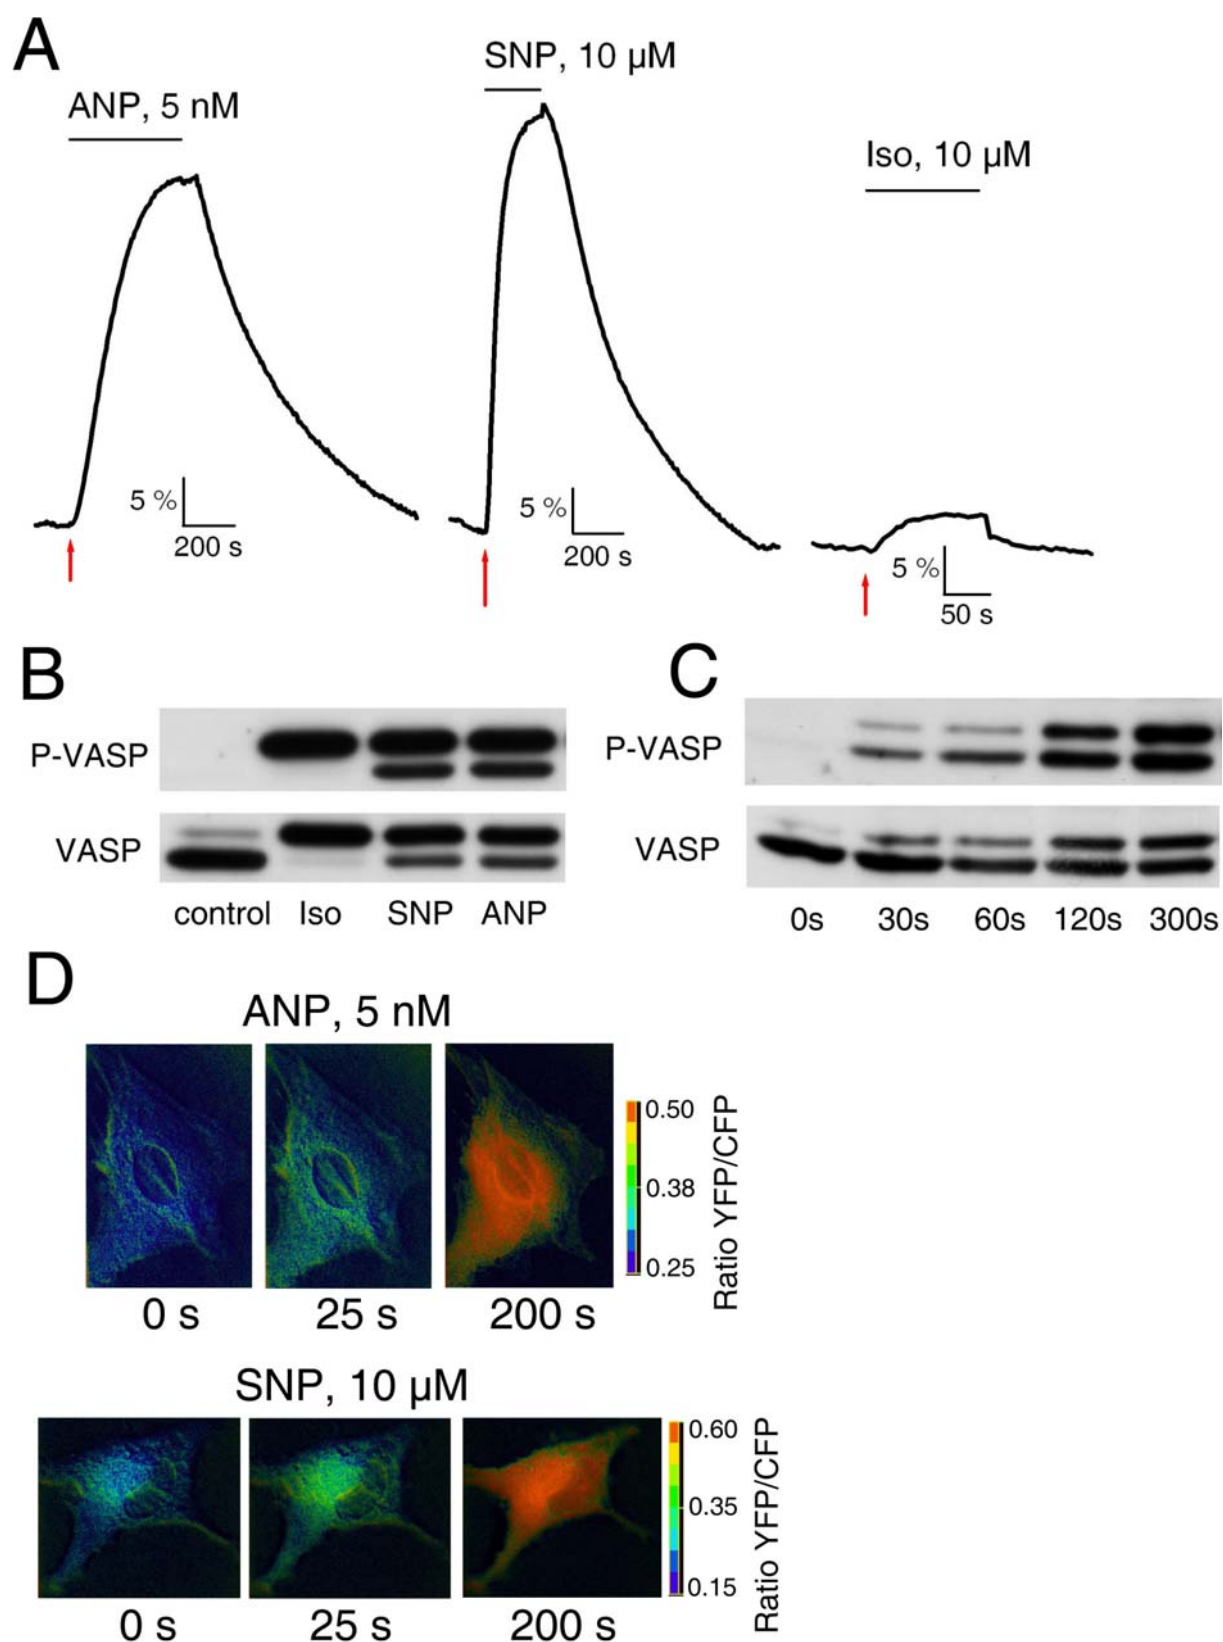 A
SNP, 10 µM
ANP, 5 nM
Iso, 10 µM
5 %
200 s
5 %
200 s
5 %
50 s
B
P-VASP
VASP
control Iso SNP ANP
C
P-VASP
VASP
0s 30s 60s 120s 300s
D
ANP, 5 nM
0.50
0.38
0.25
Ratio YFP/CFP
0 s 25 s 200 s
SNP, 10 µM
0.60
0.35
0.15
Ratio YFP/CFP
0 s 25 s 200 s